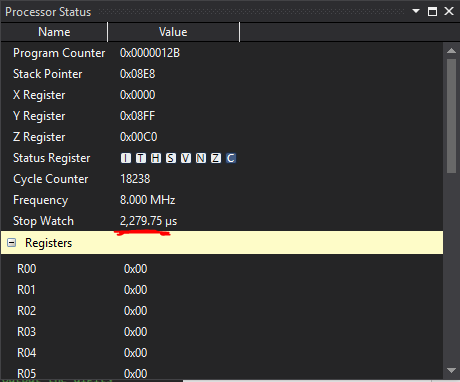 Processor Status
Name Value
Program Counter 0x0000012B
Stack Pointer 0x08E8
X Register 0x0000
Y Register 0x08FF
Z Register 0x00C0
Status Register I T H S V N Z C
Cycle Counter 18238
Frequency 8.000 MHz
Stop Watch 2,279.75 µs
Registers
R00 0x00
R01 0x00
R02 0x00
R03 0x00
R04 0x00
R05 0x00